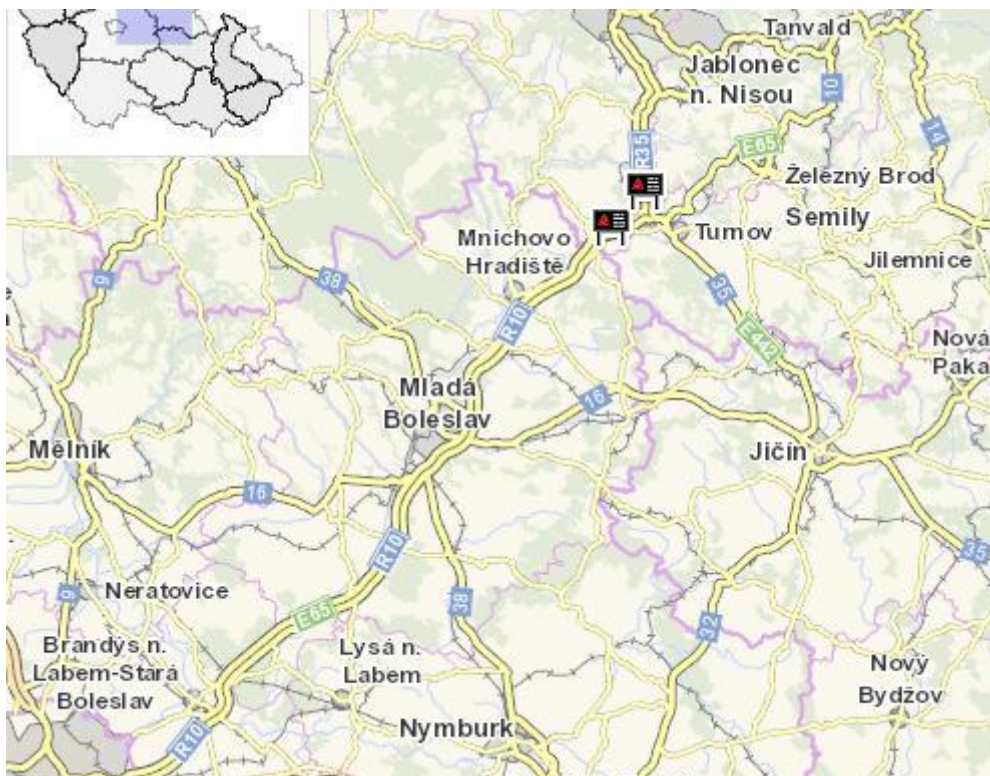 Tanvald
Jablonec
n. Nisou
10
14
R35
E65
Železný Brod
Semily
Turnov
Mnichovo
Hradiště
Jilemnice
9
38
35
R10
E442
Nová
Paka
Mladá
Boleslav
16
Mělník
Jičín
16
R10
35
9
Neratovice
38
E65
32
Brandýs n.
Labem-Stará
Boleslav
Lysá n.
Labem
Nový
Bydžov
R10
Nymburk